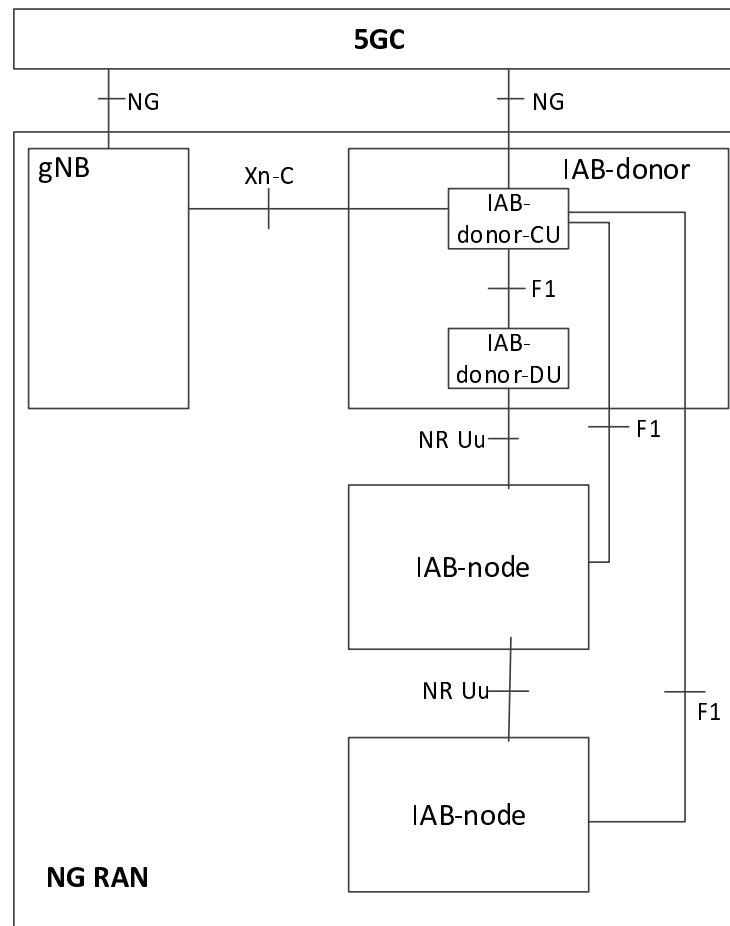 5GC
NG
NG
gNB
Xn-C
IAB-donor
IAB-
donor-CU
F1
IAB-
donor-DU
NR Uu
F1
IAB-node
NR Uu
F1
IAB-node
NG RAN